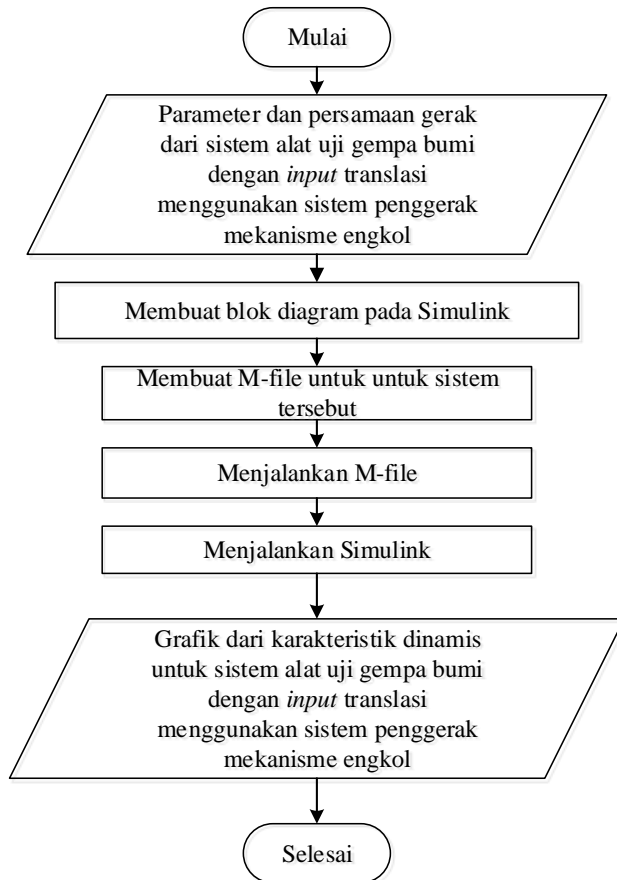 Mulai
Parameter dan persamaan gerak
dari sistem alat uji gempa bumi
dengan input translasi
menggunakan sistem penggerak
mekanisme engkol
Membuat blok diagram pada Simulink
Membuat M-file untuk untuk sistem
tersebut
Menjalankan M-file
Menjalankan Simulink
Grafik dari karakteristik dinamis
untuk sistem alat uji gempa bumi
dengan input translasi
menggunakan sistem penggerak
mekanisme engkol
Selesai